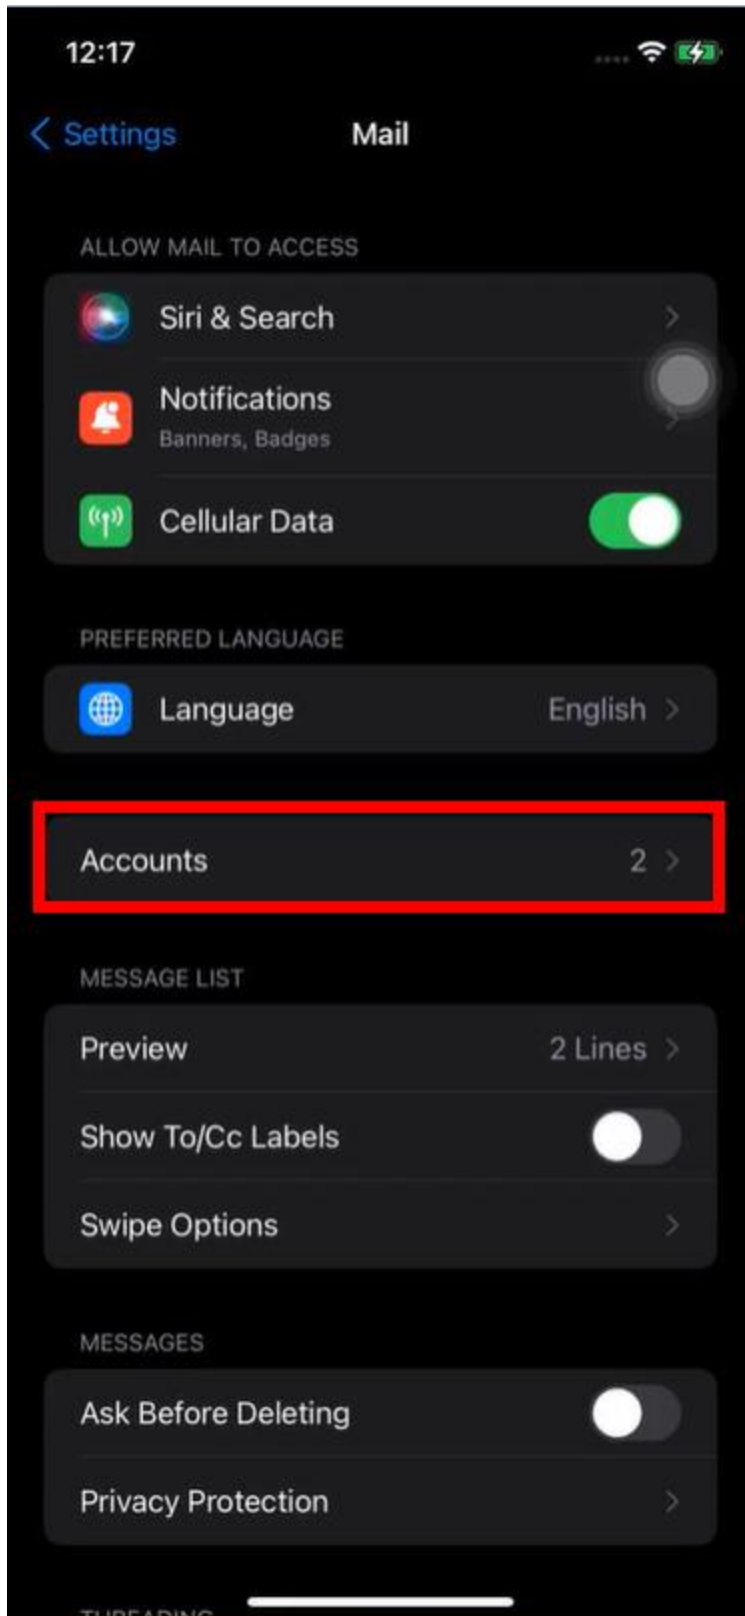 12:17
Settings
Mail
ALLOW MAIL TO ACCESS
Siri & Search
Notifications
Banners, Badges
Cellular Data
PREFERRED LANGUAGE
Language English
Accounts 2
MESSAGE LIST
Preview 2 Lines
Show To/Cc Labels
Swipe Options
MESSAGES
Ask Before Deleting
Privacy Protection
THREADING